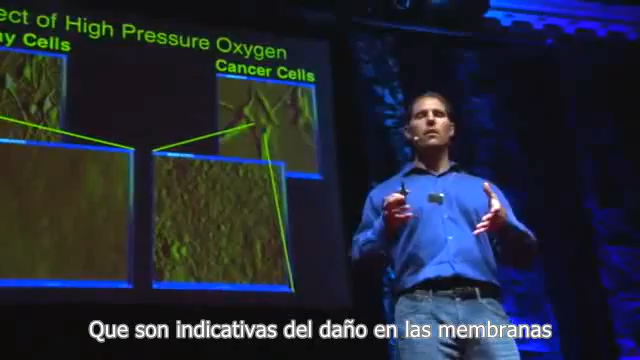 ect of High Pressure Oxygen
Cells
Cancer Cells
Que son indicativas del daño en las membranas